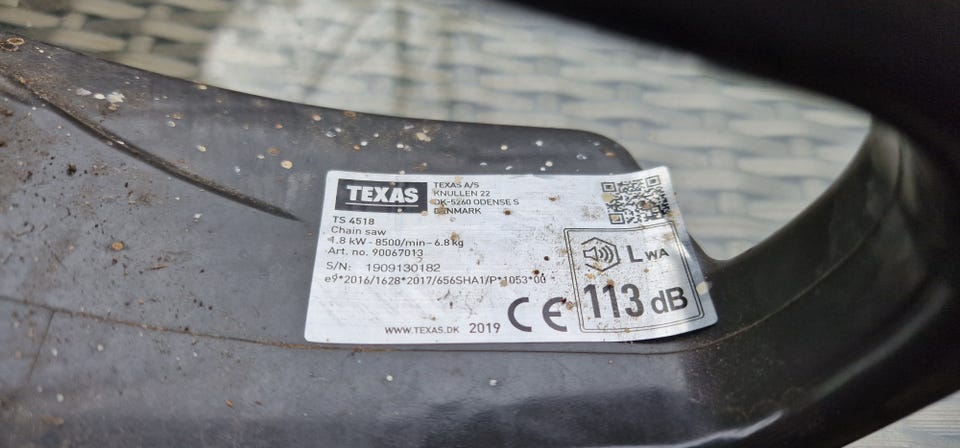 TEXAS
TEXAS A/S
KNULLEN 22
DK-5260 ODENSE S
DENMARK
TS 4518
Chain saw
1.8 kW - 8500/min - 6.8 kg
Art. no. 90067013
S/N: 1909130182
e9*2016/1628*2017/656SHA1/P*1053*00
WWW.TEXAS.DK 2019
CE
LWA
113 dB